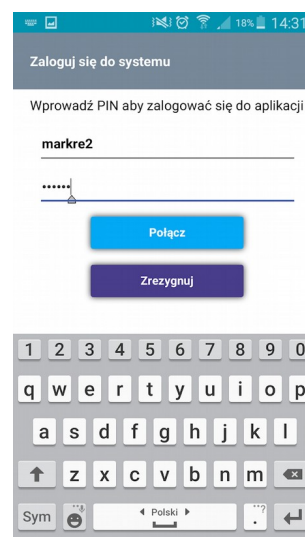 18% 14:31
Zaloguj się do systemu
Wprowadź PIN aby zalogować się do aplikacji
markre2
••••••
Połącz
Zrezygnuj
1 2 3 4 5 6 7 8 9 0
q w e r t y u i o p
a s d f g h j k l
z x c v b n m
Sym Polski . ?